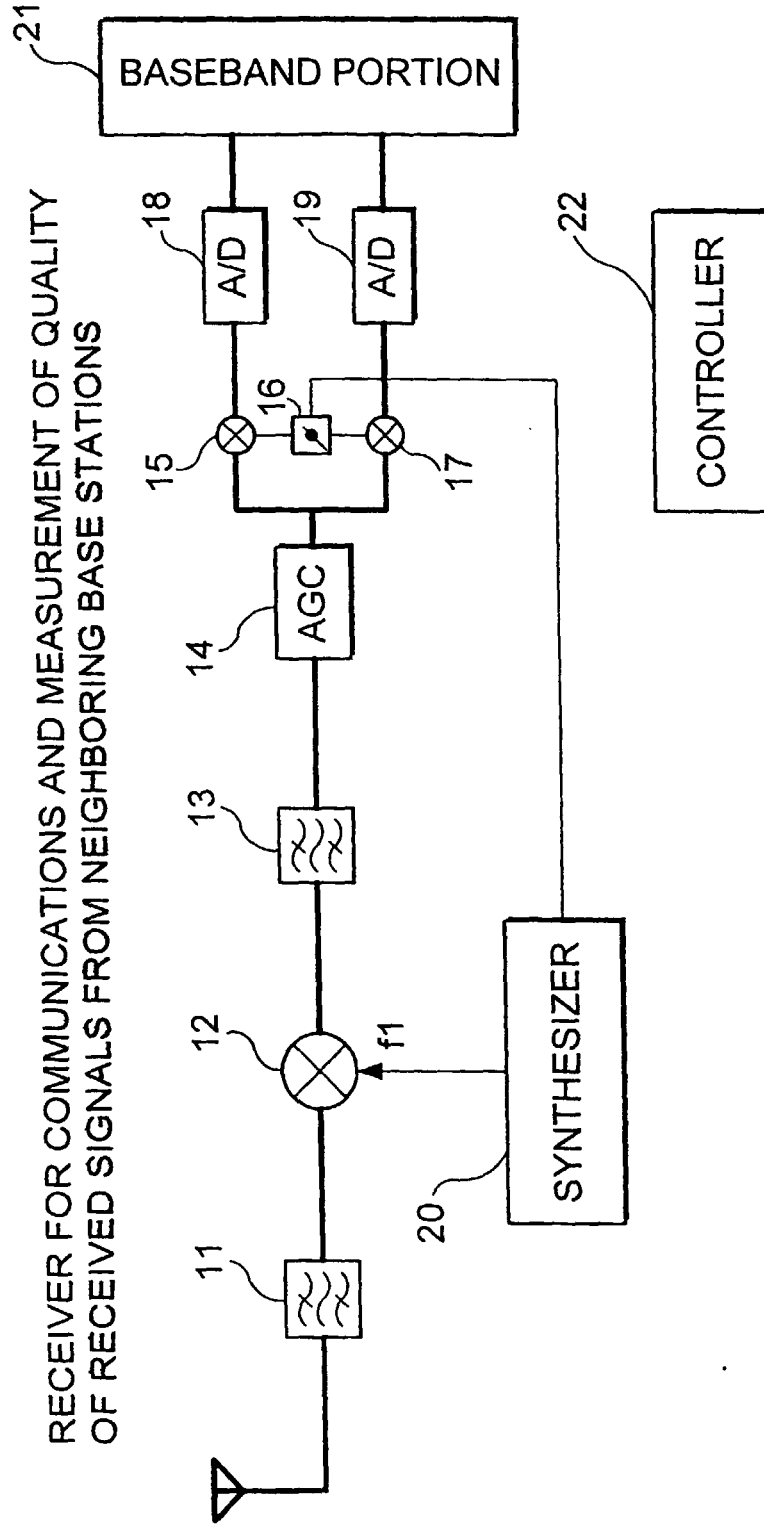 RECEIVER FOR COMMUNICATIONS AND MEASUREMENT OF QUALITY
OF RECEIVED SIGNALS FROM NEIGHBORING BASE STATIONS
11
12
13
14
AGC
15
16
17
18
A/D
19
A/D
21
BASEBAND PORTION
f1
20
SYNTHESIZER
22
CONTROLLER